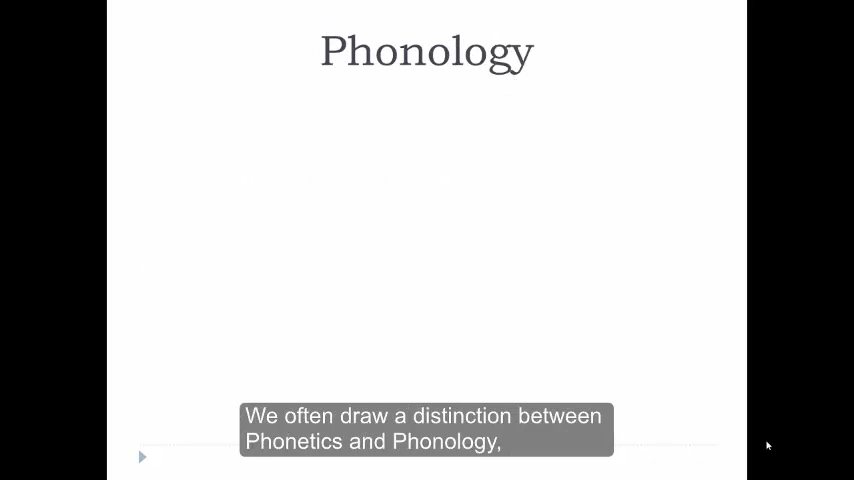 Phonology
We often draw a distinction between
Phonetics and Phonology,